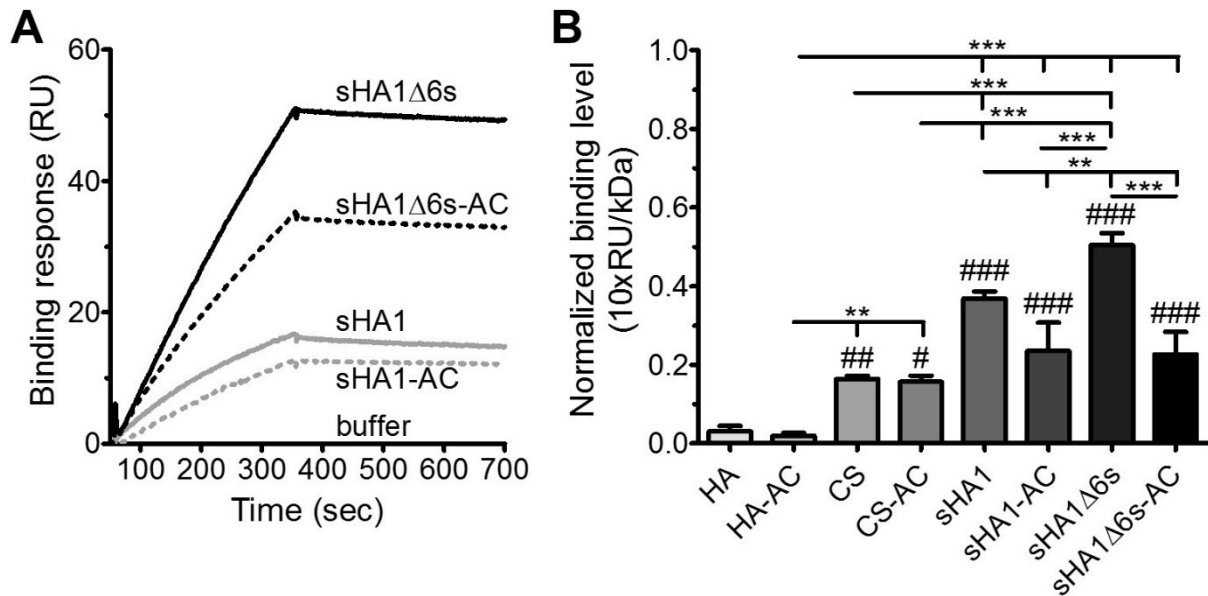 A
Binding response (RU)
60
40
20
0
sHA1Δ6s
sHA1Δ6s-AC
sHA1
sHA1-AC
buffer
100 200 300 400 500 600 700
Time (sec)
B
Normalized binding level
(10xRU/kDa)
1.0
0.8
0.6
0.4
0.2
0.0
***
***
***
***
**
***
###
###
###
###
**
##
#
HA
HA-AC
CS
CS-AC
sHA1
sHA1-AC
sHA1Δ6s
sHA1Δ6s-AC